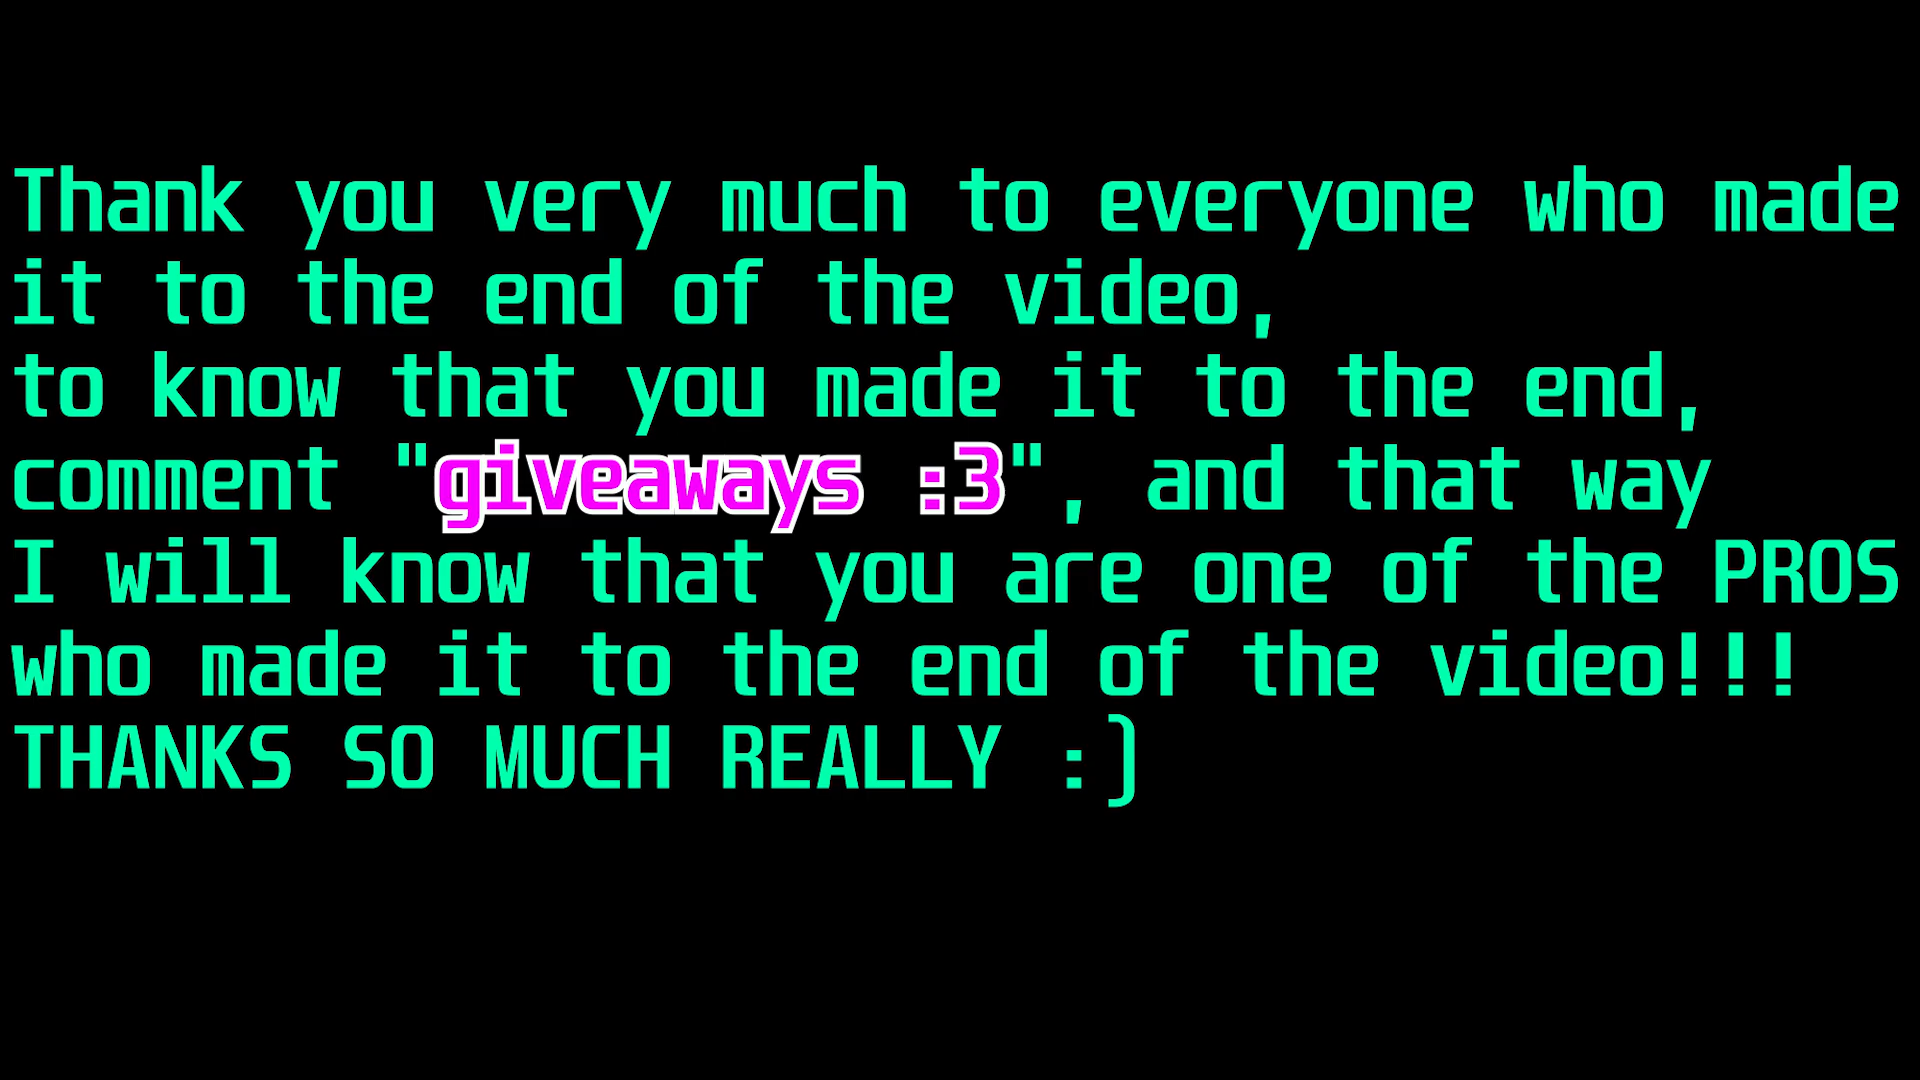 Thank you very much to everyone who made
it to the end of the video,
to know that you made it to the end,
comment "giveaways :3", and that way
I will know that you are one of the PROS
who made it to the end of the video!!!
THANKS SO MUCH REALLY :)